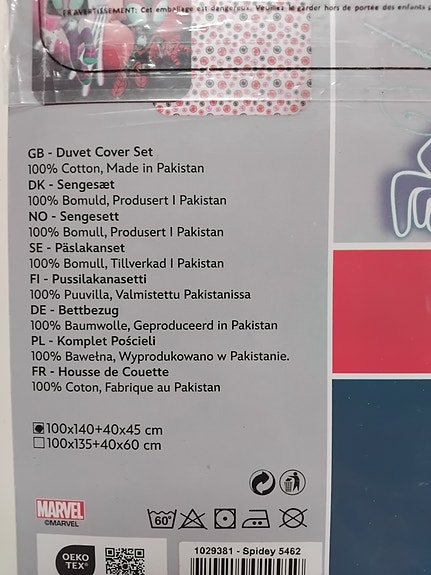 FR AVERTISSEMENT: Cet emballage est dangereux. Veuillez le garder hors de portée des enfants
GB - Duvet Cover Set
100% Cotton, Made in Pakistan
DK - Sengesæt
100% Bomuld, Produsert I Pakistan
NO - Sengesett
100% Bomull, Produsert I Pakistan
SE - Päslakanset
100% Bomull, Tillverkad I Pakistan
FI - Pussilakanasetti
100% Puuvilla, Valmistettu Pakistanissa
DE - Bettbezug
100% Baumwolle, Geproduceerd in Pakistan
PL - Komplet Pościeli
100% Bawełna, Wyprodukowano w Pakistanie.
FR - Housse de Couette
100% Coton, Fabrique au Pakistan
100x140+40x45 cm
100x135+40x60 cm
MARVEL
©MARVEL
60°
OEKO
TEX®
1029381 - Spidey 5462